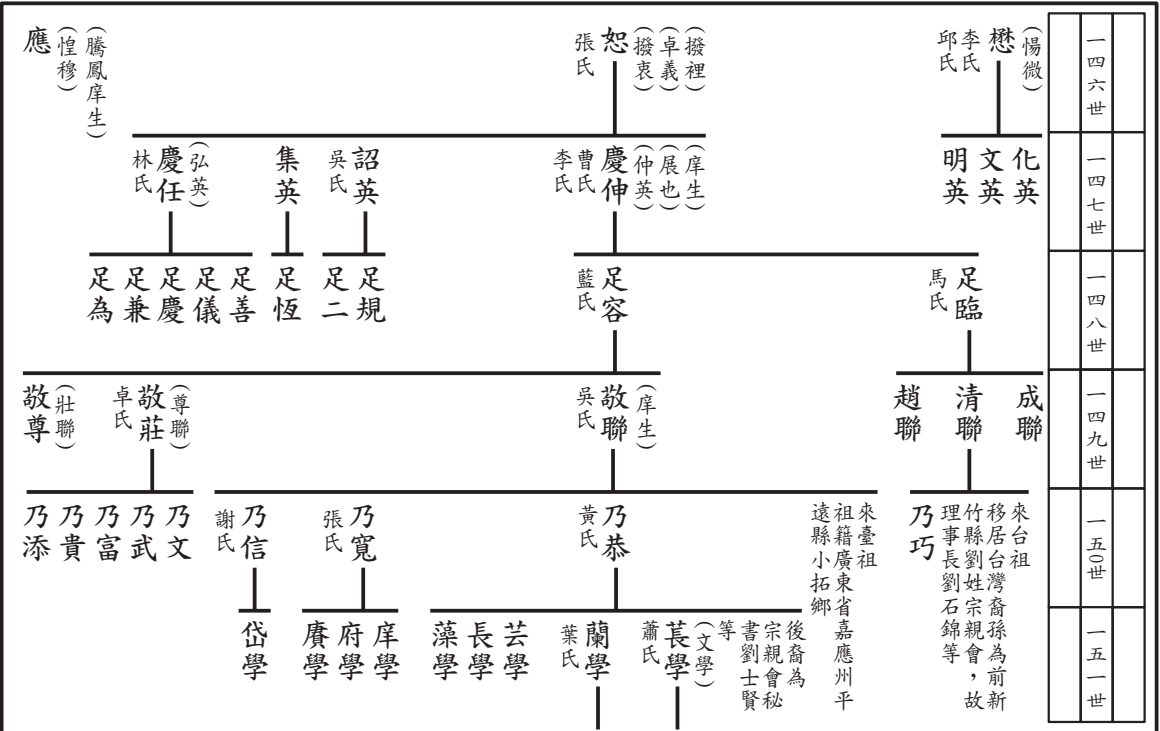 一四六世
(愓微)
懋
李氏
邱氏
(撥裡)
(卓義)
(撥衷)
恕
張氏
(騰鳳庠生)
(惶穆)
應
一四七世
化英
文英
明英
(庠生)
(展也)
(仲英)
慶伸
曹氏
李氏
詔英
吳氏
集英
(弘英)
慶任
林氏
一四八世
足臨
馬氏
足容
藍氏
足規
足二
足恆
足善
足儀
足慶
足兼
足為
一四九世
成聯
清聯
趙聯
(庠生)
敬聯
吳氏
(尊聯)
敬莊
卓氏
(壯聯)
敬尊
一五○世
來台祖
移居台灣裔孫為前新
竹縣劉姓宗親會，故
理事長劉石錦等
乃巧
來臺祖
祖籍廣東省嘉應州平
遠縣小拓鄉
乃恭
黃氏
乃寬
張氏
乃信
謝氏
乃文
乃武
乃富
乃貴
乃添
一五一世
後裔為
宗親會秘
書劉士賢
等
(文學)
萇學
蕭氏
蘭學
葉氏
芸學
長學
藻學
庠學
府學
賡學
岱學